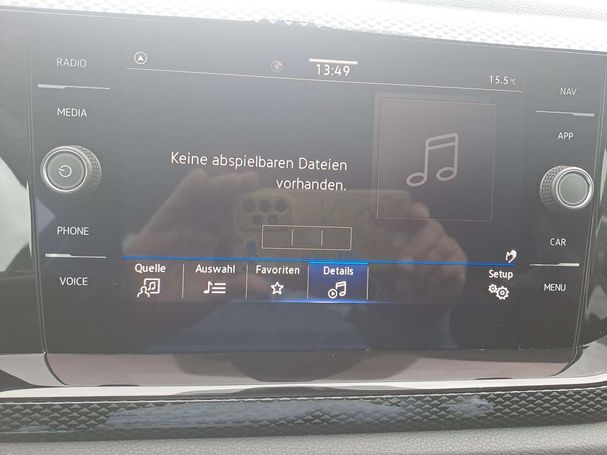 RADIO
MEDIA
PHONE
VOICE
13:49
15.5°C
Keine abspielbaren Dateien
vorhanden.
Quelle
Auswahl
Favoriten
Details
Setup
NAV
APP
CAR
MENU